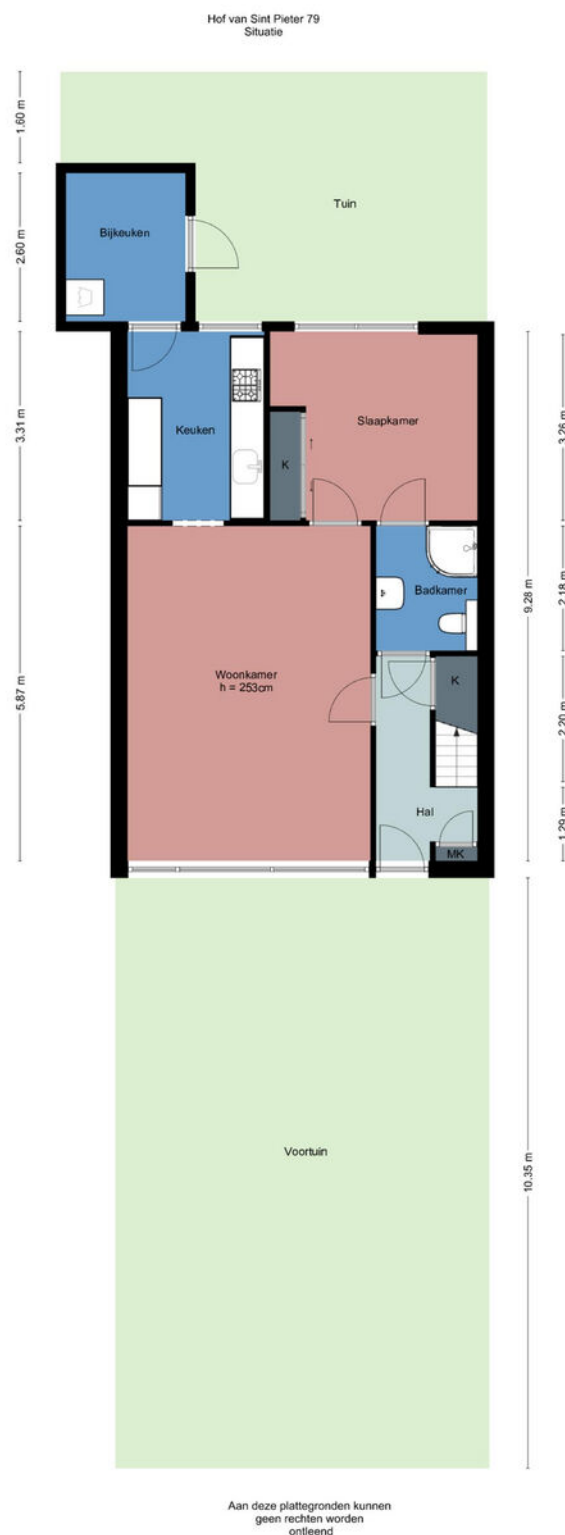 Hof van Sint Pieter 79
Situatie
1.60 m
Tuin
2.60 m
Bijkeuken
3.31 m
Keuken
K
Slaapkamer
3.26 m
9.28 m
Badkamer
2.18 m
5.87 m
Woonkamer
h = 253cm
K
2.20 m
Hal
1.29 m
MK
Voortuin
10.35 m
Aan deze plattegronden kunnen
geen rechten worden
ontleend